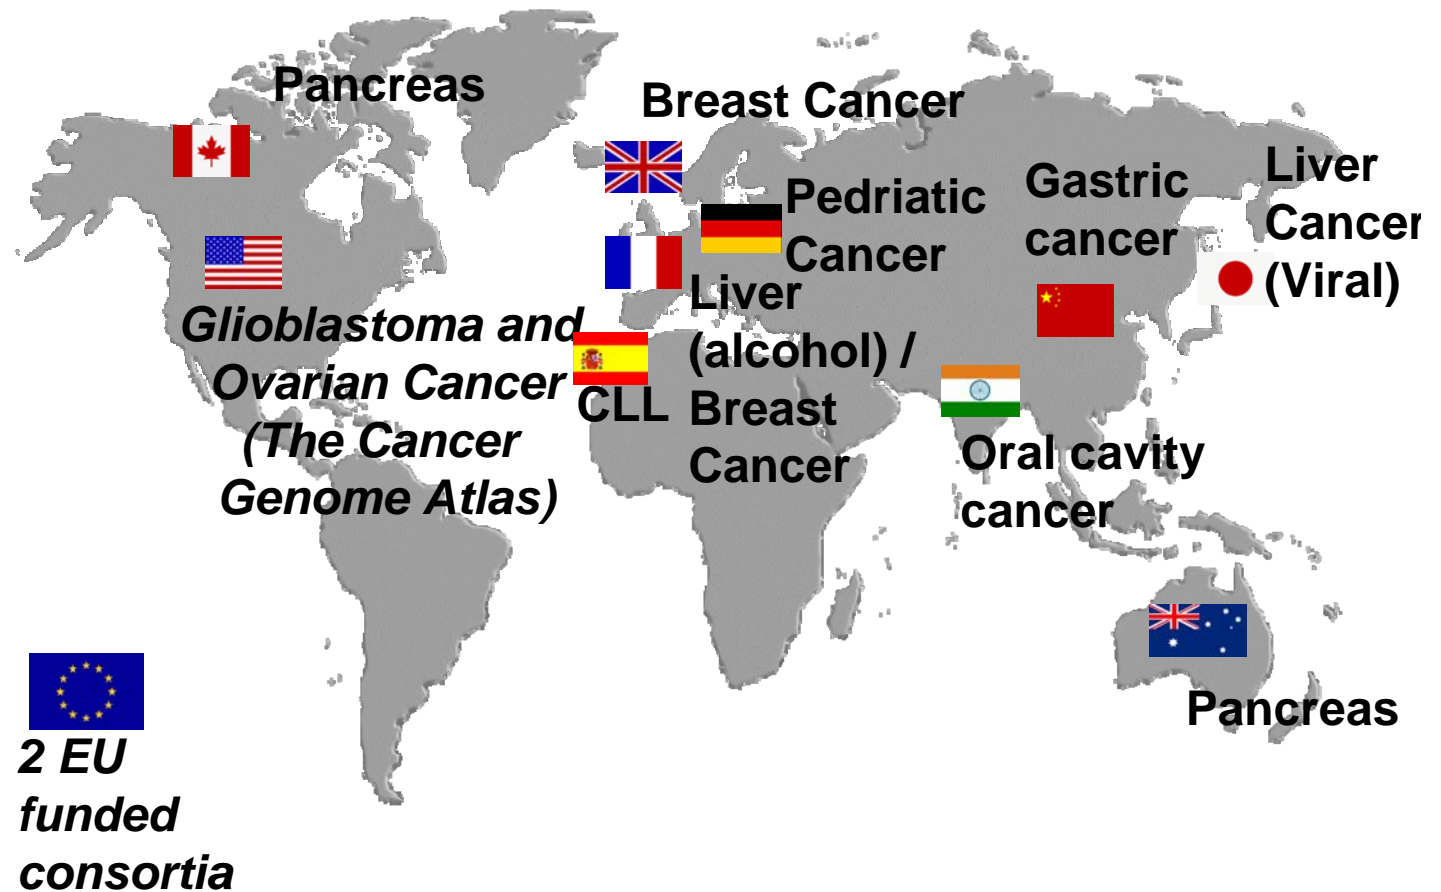 Pancreas
Breast Cancer
Pedriatic
Cancer
Gastric
cancer
Liver
Cancer
(Viral)
Glioblastoma and
Ovarian Cancer
(The Cancer
Genome Atlas)
CLL
Liver
(alcohol) /
Breast
Cancer
Oral cavity
cancer
Pancreas
2 EU
funded
consortia